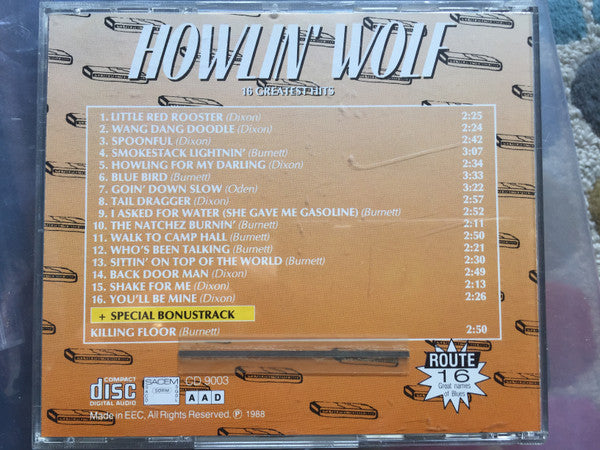 HOWLIN' WOLF
16 GREATEST HITS
1. LITTLE RED ROOSTER (Dixon) 2:25
2. WANG DANG DOODLE (Dixon) 2:24
3. SPOONFUL (Dixon) 2:42
4. SMOKESTACK LIGHTNIN' (Burnett) 3:07
5. HOWLING FOR MY DARLING (Dixon) 2:34
6. BLUE BIRD (Burnett) 3:33
7. GOIN' DOWN SLOW (Oden) 3:22
8. TAIL DRAGGER (Dixon) 2:57
9. I ASKED FOR WATER (SHE GAVE ME GASOLINE) (Burnett) 2:52
10. THE NATCHEZ BURNIN' (Burnett) 2:11
11. WALK TO CAMP HALL (Burnett) 2:50
12. WHO'S BEEN TALKING (Burnett) 2:21
13. SITTIN' ON TOP OF THE WORLD (Burnett) 2:30
14. BACK DOOR MAN (Dixon) 2:49
15. SHAKE FOR ME (Dixon) 2:13
16. YOU'LL BE MINE (Dixon) 2:26
+ SPECIAL BONUSTRACK
KILLING FLOOR (Burnett) 2:50
ROUTE
16
Great names
of Blues
COMPACT
disc
DIGITAL AUDIO
SACEM
CD 9003
AAD
Made in EEC, All Rights Reserved. Ⓟ 1988